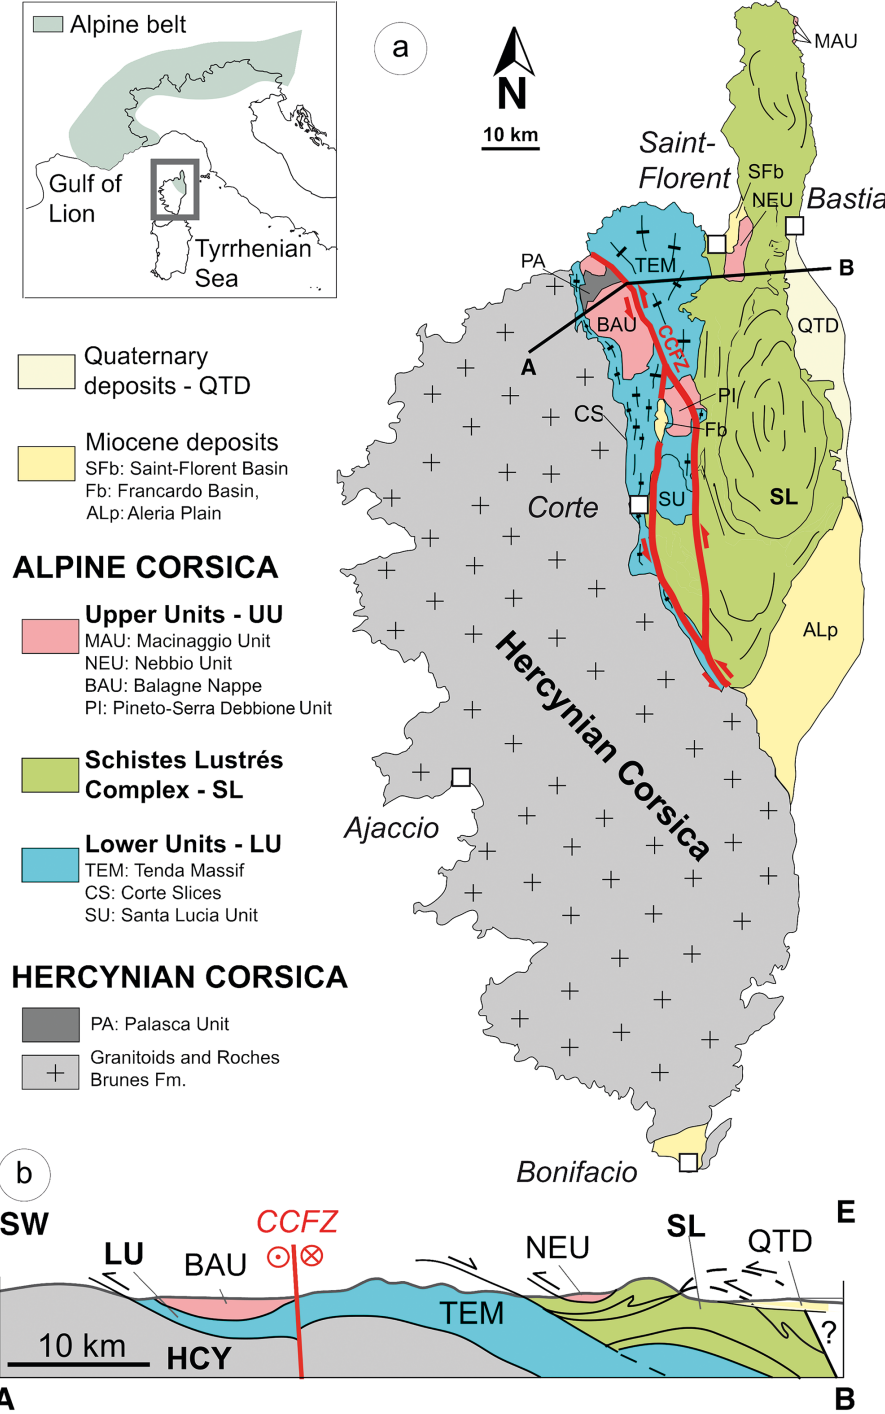 Alpine belt
Gulf of
Lion
Tyrrhenian
Sea
a
N
10 km
MAU
Saint-
Florent
SFb
NEU
Bastia
PA
TEM
B
BAU
QTD
A
CCFZ
CS
PI
Fb
SL
Corte
SU
ALp
Hercynian Corsica
Ajaccio
Bonifacio
Quaternary
deposits - QTD
Miocene deposits
SFb: Saint-Florent Basin
Fb: Francardo Basin,
ALp: Aleria Plain
ALPINE CORSICA
Upper Units - UU
MAU: Macinaggio Unit
NEU: Nebbio Unit
BAU: Balagne Nappe
PI: Pineto-Serra Debbione Unit
Schistes Lustrés
Complex - SL
Lower Units - LU
TEM: Tenda Massif
CS: Corte Slices
SU: Santa Lucia Unit
HERCYNIAN CORSICA
PA: Palasca Unit
Granitoids and Roches
Brunes Fm.
b
SW
CCFZ
E
LU
BAU
NEU
SL
QTD
TEM
?
10 km
HCY
A
B